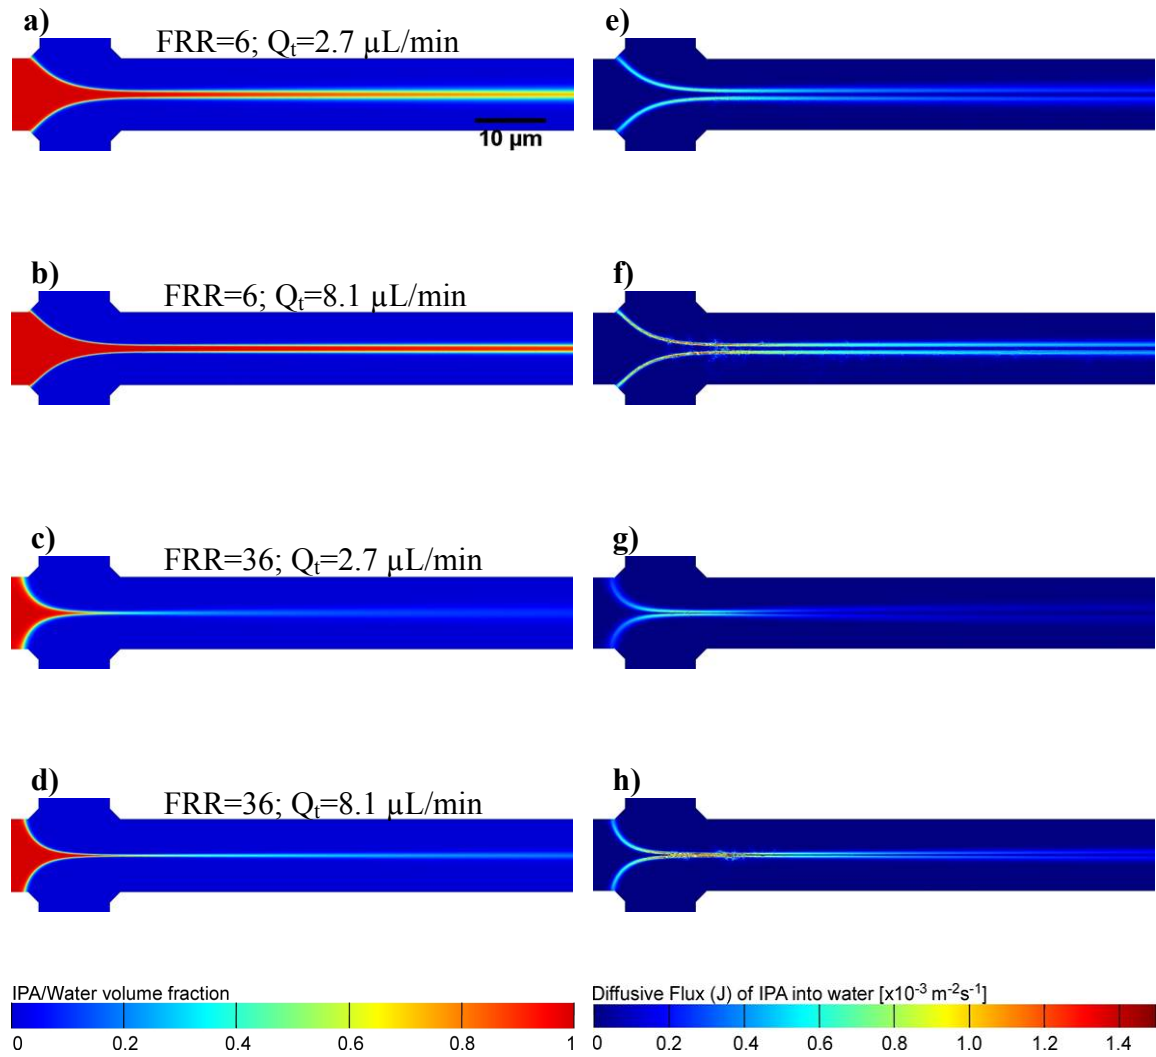 a)
FRR=6; Qt=2.7 µL/min
10 µm
e)
b)
FRR=6; Qt=8.1 µL/min
f)
c)
FRR=36; Qt=2.7 µL/min
g)
d)
FRR=36; Qt=8.1 µL/min
h)
IPA/Water volume fraction
0 0.2 0.4 0.6 0.8 1
Diffusive Flux (J) of IPA into water [x10⁻³ m⁻²s⁻¹]
0 0.2 0.4 0.6 0.8 1.0 1.2 1.4